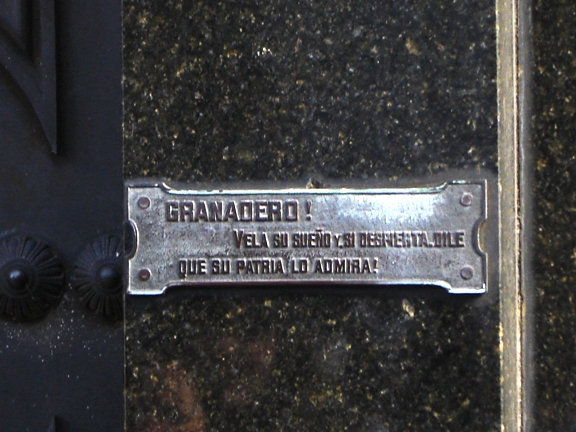 GRANADERO !
VELA SU SUEÑO Y, SI DESPIERTA, DILE
QUE SU PATRIA LO ADMIRA!